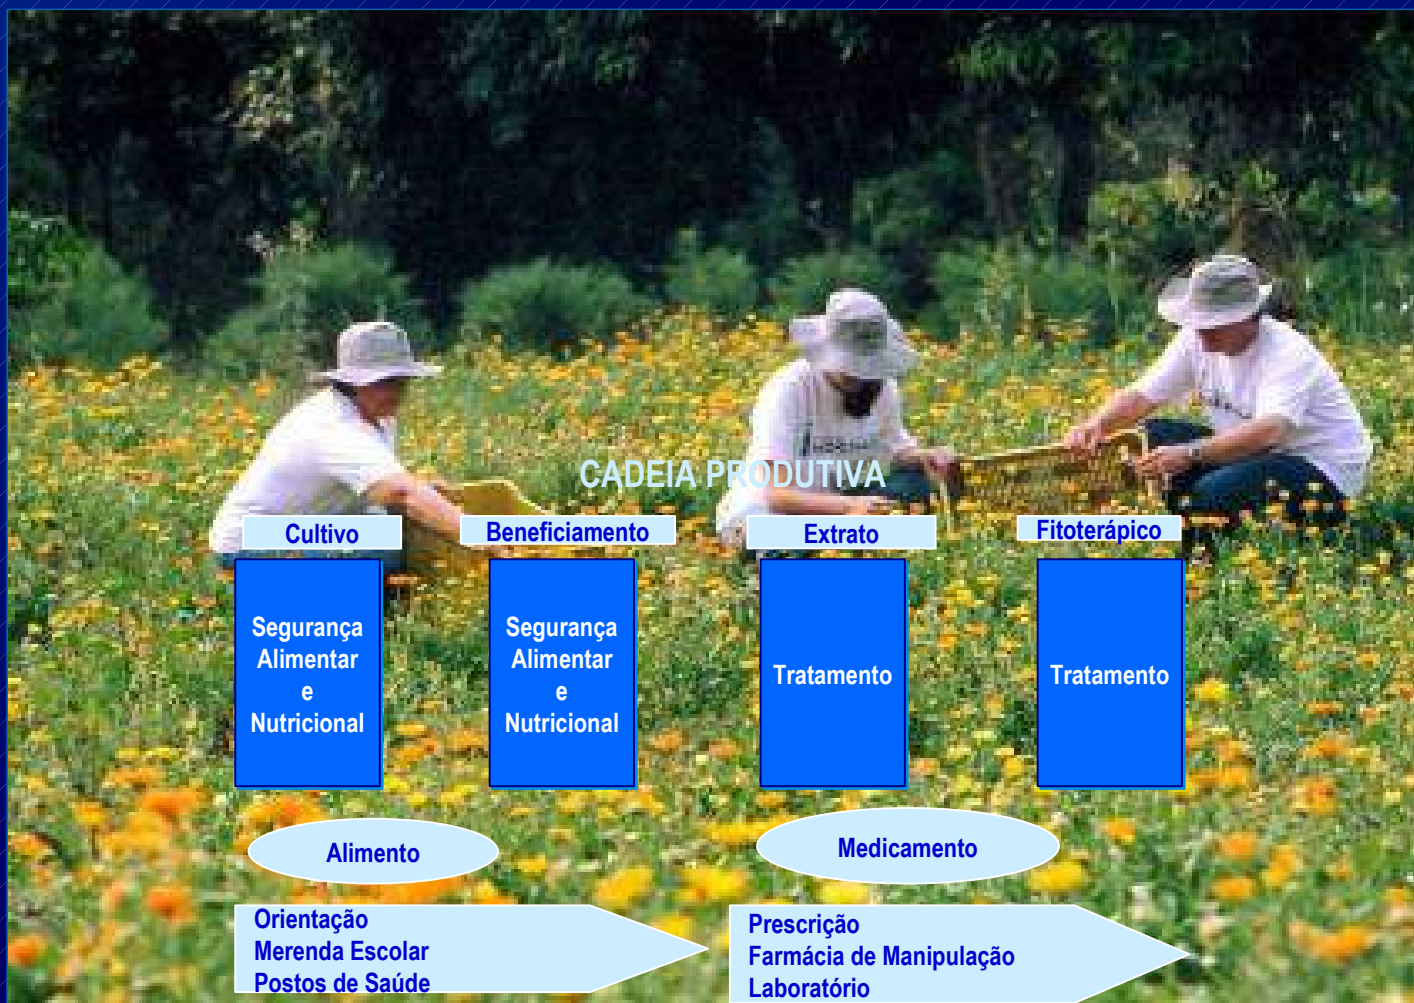 CADEIA PRODUTIVA
Cultivo
Beneficiamento
Extrato
Fitoterápico
Segurança
Alimentar
e
Nutricional
Segurança
Alimentar
e
Nutricional
Tratamento
Tratamento
Alimento
Medicamento
Orientação
Merenda Escolar
Postos de Saúde
Prescrição
Farmácia de Manipulação
Laboratório